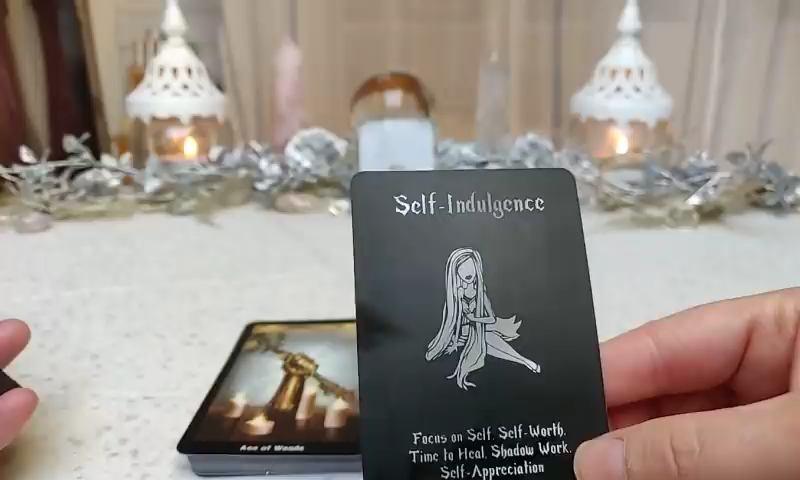 Self-Indulgence
Focus on Self, Self-Worth,
Time to Heal, Shadow Work,
Self-Appreciation
Ace of Wands